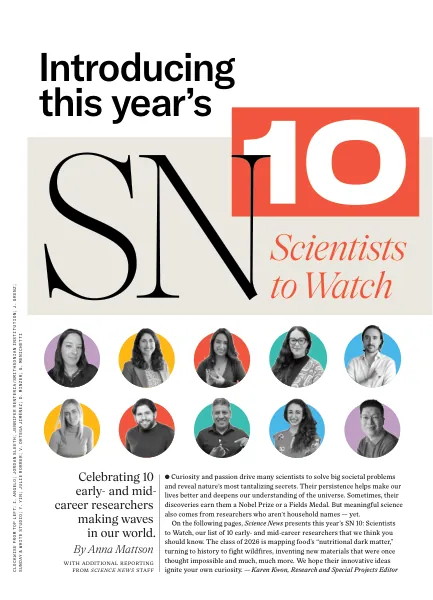 Introducing
this year's
SN
10
Scientists
to Watch
Celebrating 10
early- and mid-
career researchers
making waves
in our world.
By Anna Mattson
WITH ADDITIONAL REPORTING
FROM SCIENCE NEWS STAFF
● Curiosity and passion drive many scientists to solve big societal problems
and reveal nature's most tantalizing secrets. Their persistence helps make our
lives better and deepens our understanding of the universe. Sometimes, their
discoveries earn them a Nobel Prize or a Fields Medal. But meaningful science
also comes from researchers who aren't household names — yet.
On the following pages, Science News presents this year's SN 10: Scientists
to Watch, our list of 10 early- and mid-career researchers that we think you
should know. The class of 2026 is mapping food's “nutritional dark matter,”
turning to history to fight wildfires, inventing new materials that were once
thought impossible and much, much more. We hope their innovative ideas
ignite your own curiosity. — Karen Kwon, Research and Special Projects Editor
CLOCKWISE FROM TOP LEFT: